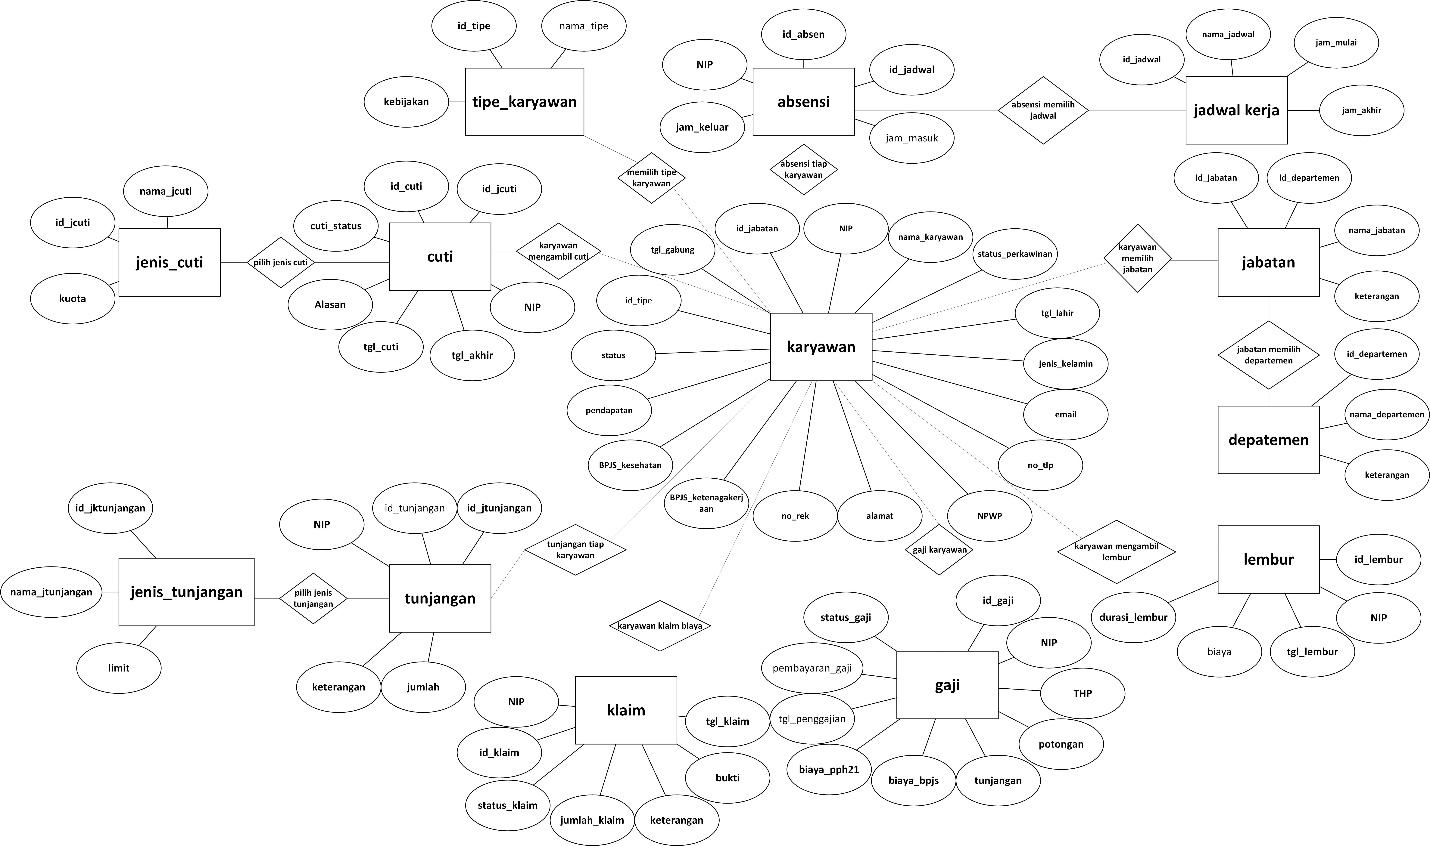 id_tipe
nama_tipe
kebijakan
tipe_karyawan
memilih tipe
karyawan
id_absen
NIP
id_jadwal
absensi
jam_keluar
jam_masuk
absensi tiap
karyawan
absensi memilih
jadwal
nama_jadwal
jam_mulai
id_jadwal
jadwal kerja
jam_akhir
nama_jcuti
id_jcuti
jenis_cuti
kuota
pilih jenis cuti
id_cuti
id_jcuti
cuti_status
cuti
Alasan
NIP
tgl_cuti
tgl_akhir
karyawan
mengambil cuti
id_jabatan
NIP
nama_karyawan
tgl_gabung
status_perkawinan
id_tipe
tgl_lahir
status
karyawan
jenis_kelamin
pendapatan
email
BPJS_kesehatan
no_tlp
BPJS_ketenagakerj
aan
no_rek
alamat
NPWP
karyawan
memilih
jabatan
Id_jabatan
Id_departemen
nama_jabatan
jabatan
keterangan
jabatan memilih
departemen
id_departemen
nama_departemen
depatemen
keterangan
id_jktunjangan
nama_jtunjangan
jenis_tunjangan
limit
pilih jenis
tunjangan
NIP
id_tunjangan
id_jtunjangan
tunjangan
keterangan
jumlah
tunjangan tiap
karyawan
karyawan klaim biaya
gaji karyawan
karyawan mengambil
lembur
lembur
id_lembur
durasi_lembur
NIP
biaya
tgl_lembur
NIP
klaim
tgl_klaim
id_klaim
bukti
status_klaim
jumlah_klaim
keterangan
id_gaji
status_gaji
NIP
pembayaran_gaji
gaji
THP
tgl_penggajian
potongan
biaya_pph21
biaya_bpjs
tunjangan